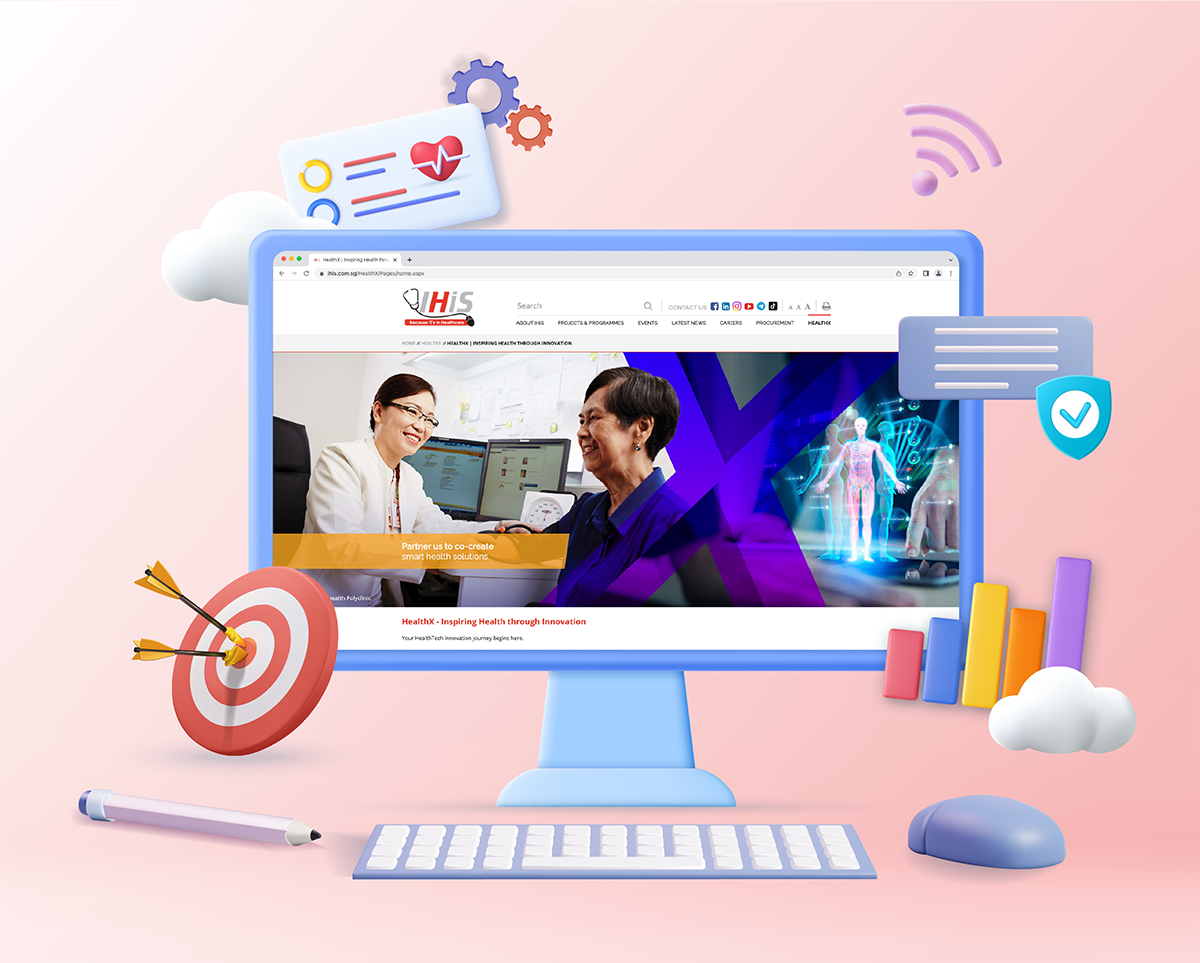 HealthX | Inspiring Health thro
ihis.com.sg/HealthX/Pages/home.aspx
IHiS
Because IT's in Healthcare
Search
CONTACT US
A A A
ABOUT IHIS PROJECTS & PROGRAMMES EVENTS LATEST NEWS CAREERS PROCUREMENT HEALTHX
HOME // HEALTHX // HEALTHX | INSPIRING HEALTH THROUGH INNOVATION
Partner us to co-create
smart health solutions
ealth Polyclinic
HealthX - Inspiring Health through Innovation
Your HealthTech innovation journey begins here.